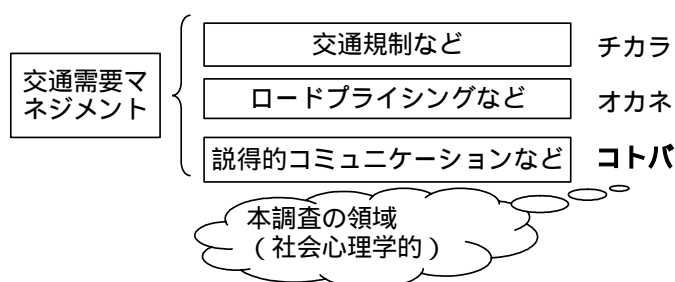 交通需要マ
ネジメント
交通規制など
チカラ
ロードプライシングなど
オカネ
説得的コミュニケーションなど
コトバ
本調査の領域
（社会心理学的）